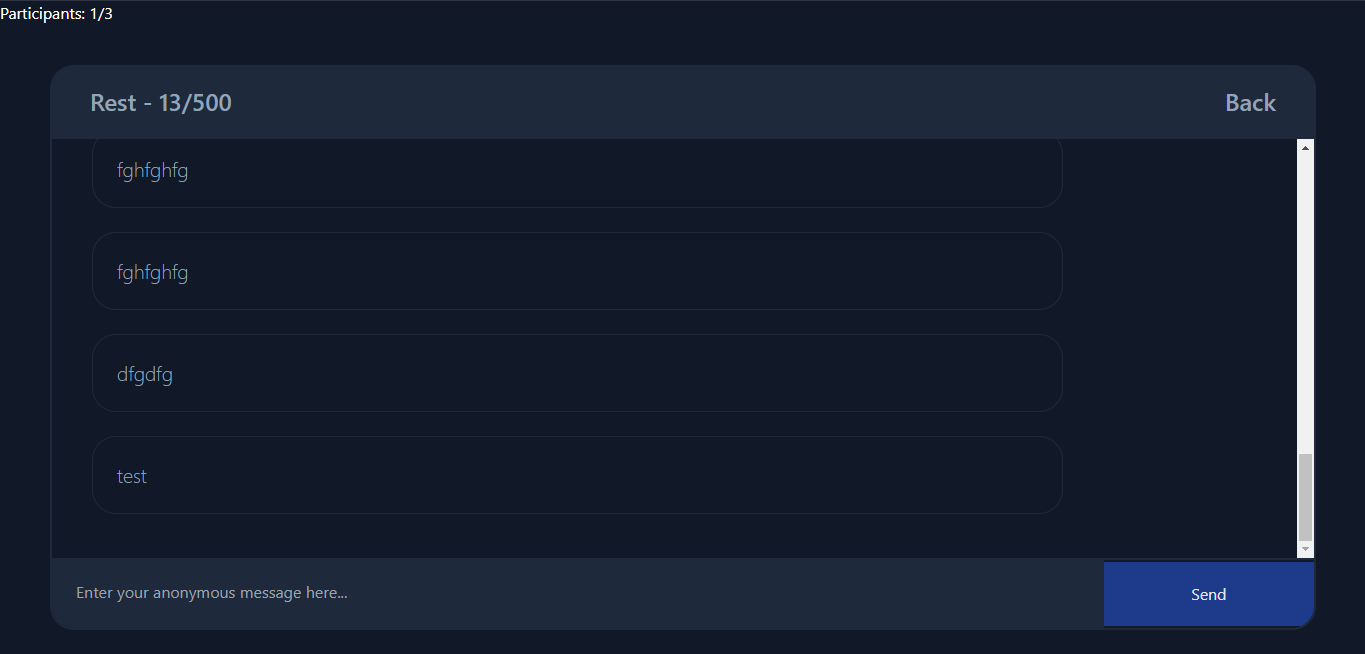 Participants: 1/3
Rest - 13/500
Back
fghfghfg
fghfghfg
dfgdfg
test
Enter your anonymous message here...
Send